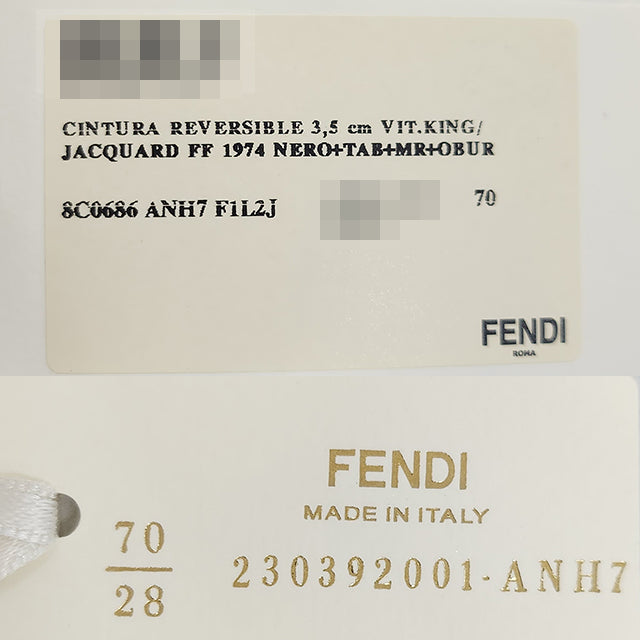 CINTURA REVERSIBLE 3,5 cm VIT.KING/
JACQUARD FF 1974 NERO+TAB+MR+OBUR
8C0686 ANH7 F1L2J
70
FENDI
ROMA
FENDI
MADE IN ITALY
70
28
230392001-ANH7